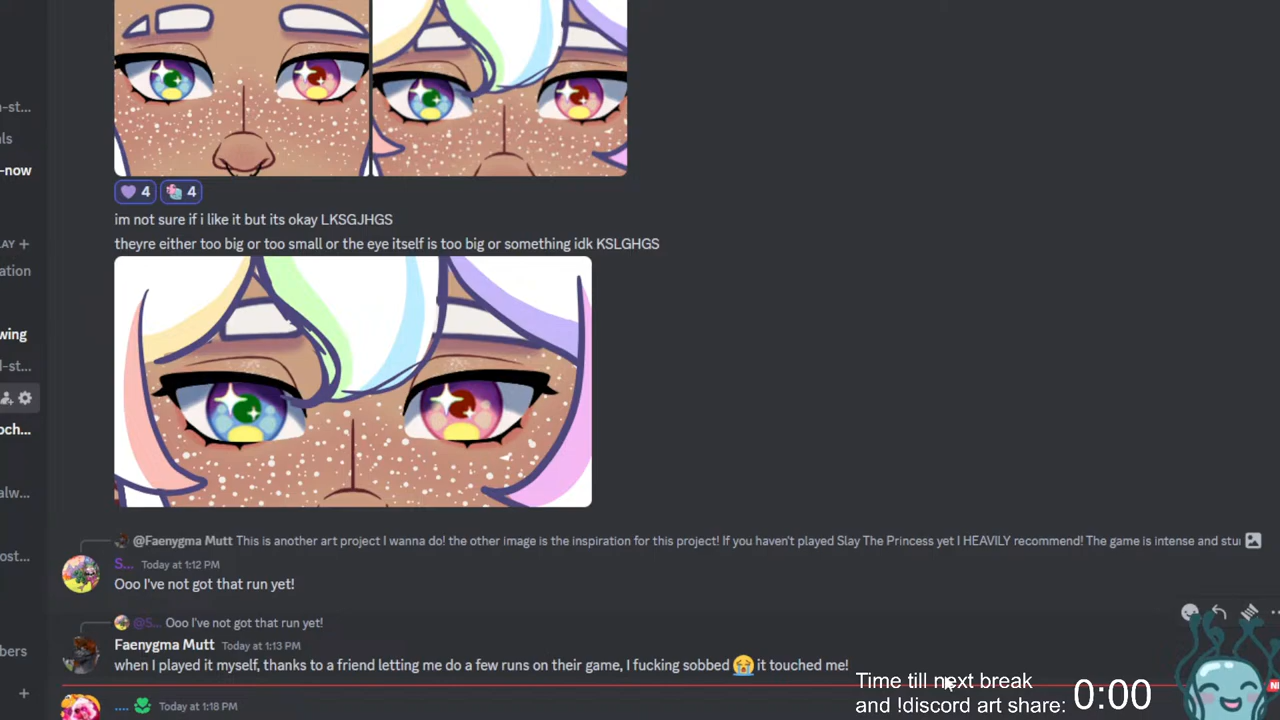 -st...
als
-now
4
4
im not sure if i like it but its okay LKSGJHGS
theyre either too big or too small or the eye itself is too big or something idk KSLGHGS
LAY
ation
wing
d-st...
och...
alw...
ost...
bers
@Faenygma Mutt This is another art project I wanna do! the other image is the inspiration for this project! If you haven't played Slay The Princess yet I HEAVILY recommend! The game is intense and stu
S... Today at 1:12 PM
Ooo I've not got that run yet!
@S... Ooo I've not got that run yet!
Faenygma Mutt Today at 1:13 PM
when I played it myself, thanks to a friend letting me do a few runs on their game, I fucking sobbed 😭 it touched me!
Time till next break
and !discord art share: 0:00
.... Today at 1:18 PM